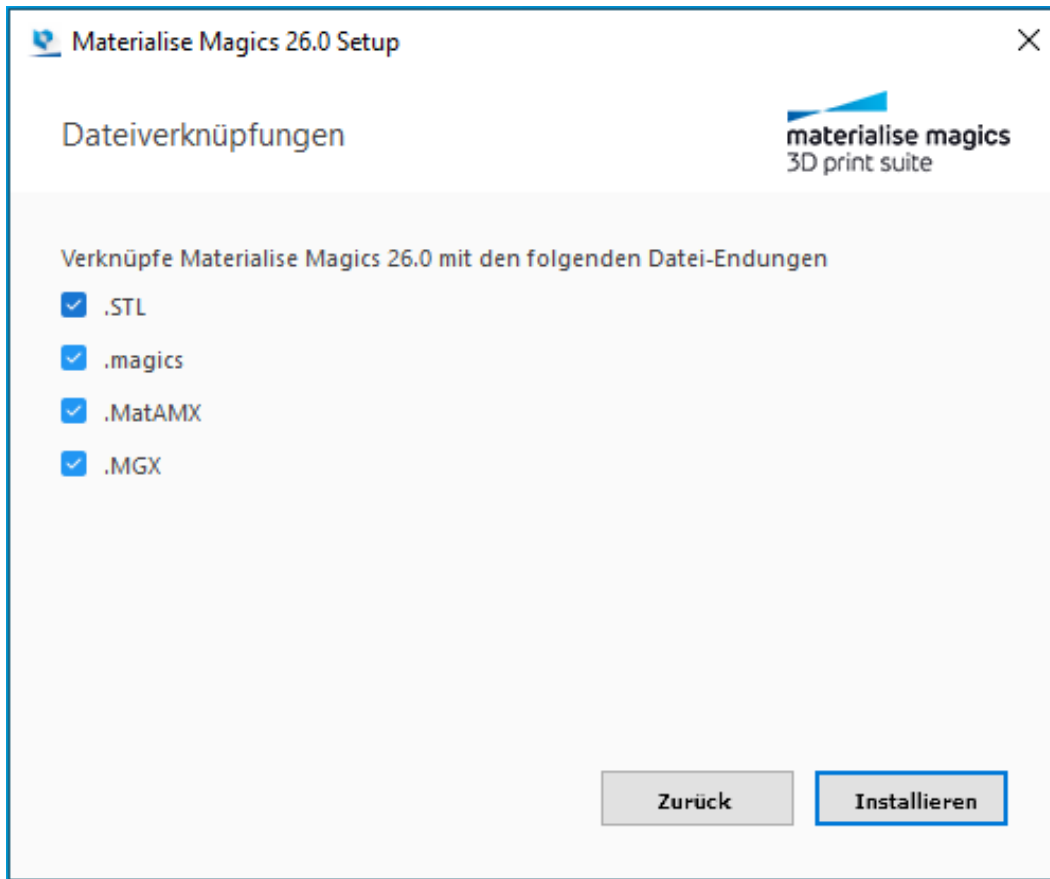 Materialise Magics 26.0 Setup
Dateiverknüpfungen
materialise magics
3D print suite
Verknüpfe Materialise Magics 26.0 mit den folgenden Datei-Endungen
.STL
.magics
.MatAMX
.MGX
Zurück
Installieren